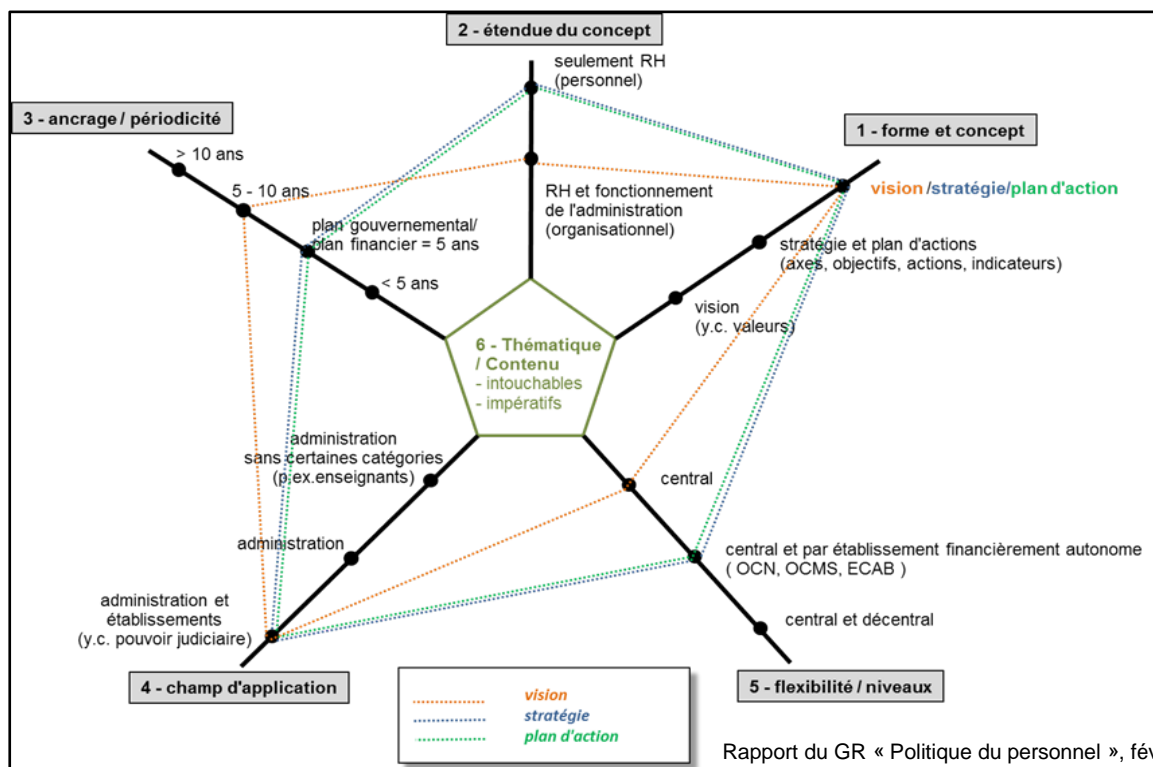 2 - étendue du concept
seulement RH
(personnel)
3 - ancrage / périodicité
1 - forme et concept
> 10 ans
5 - 10 ans
vision /stratégie/plan d'action
RH et fonctionnement
de l'administration
(organisationnel)
plan gouvernemental/
plan financier = 5 ans
stratégie et plan d'actions
(axes, objectifs, actions, indicateurs)
< 5 ans
vision
(y.c. valeurs)
6 - Thématique
/ Contenu
- intouchables
- impératifs
administration
sans certaines catégories
(p.ex.enseignants)
central
administration
central et par établissement financièrement autonome
( OCN, OCMS, ECAB )
administration et
établissements
(y.c. pouvoir judiciaire)
central et décentral
4 - champ d'application
5 - flexibilité / niveaux
vision
stratégie
plan d'action
Rapport du GR « Politique du personnel », fév